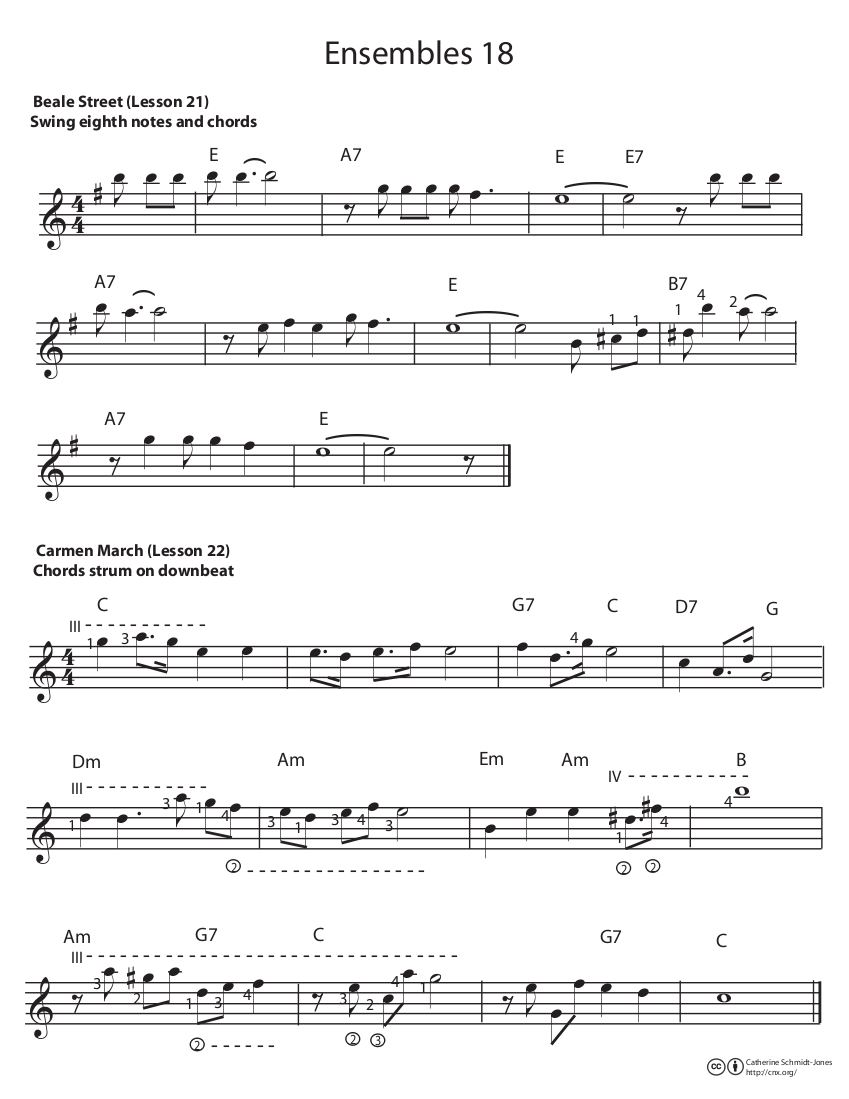 Ensembles 18
Beale Street (Lesson 21)
Swing eighth notes and chords
E A7 E E7
4
4
A7 E B7
1 1 1 4 2
A7 E
Carmen March (Lesson 22)
Chords strum on downbeat
C G7 C D7 G
III
4
4
1 3 4
Dm Am Em Am B
III IV
1 3 1 4 3 1 3 4 3 1 4 4
2 2 2
Am G7 C G7 C
III
3 2 1 3 4 3 2 4 1
2 2 3
cc Catherine Schmidt-Jones
http://cnx.org/